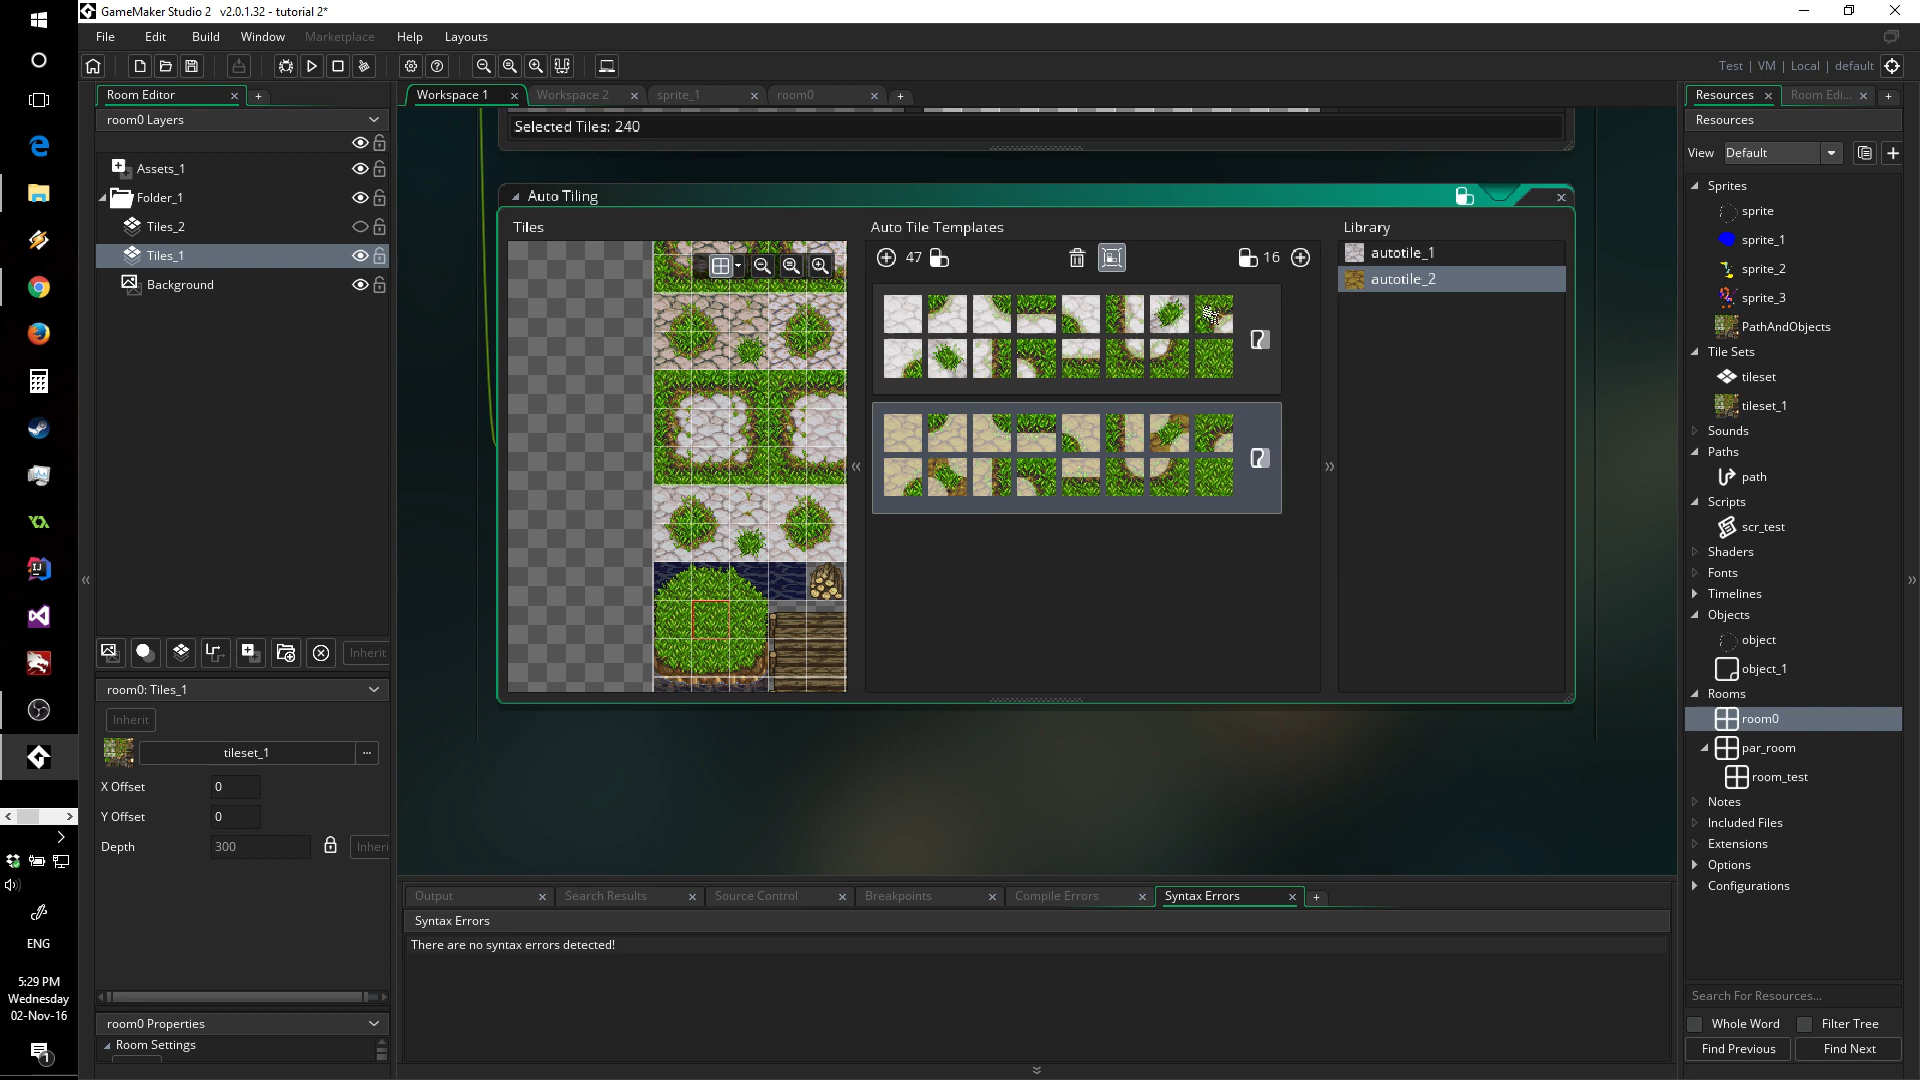 GameMaker Studio 2 v2.0.1.32 - tutorial 2*
File Edit Build Window Marketplace Help Layouts
Test | VM | Local | default
Room Editor
room0 Layers
Assets_1
Folder_1
Tiles_2
Tiles_1
Background
Inherit
room0: Tiles_1
Inherit
tileset_1
...
X Offset 0
Y Offset 0
Depth 300 Inheri
room0 Properties
Room Settings
Workspace 1 Workspace 2 sprite_1 room0
Selected Tiles: 240
Auto Tiling
Tiles Auto Tile Templates Library
47 16
autotile_1
autotile_2
Output Search Results Source Control Breakpoints Compile Errors Syntax Errors
Syntax Errors
There are no syntax errors detected!
Resources Room Edi...
Resources
View Default
Sprites
sprite
sprite_1
sprite_2
sprite_3
PathAndObjects
Tile Sets
tileset
tileset_1
Sounds
Paths
path
Scripts
scr_test
Shaders
Fonts
Timelines
Objects
object
object_1
Rooms
room0
par_room
room_test
Notes
Included Files
Extensions
Options
Configurations
Search For Resources...
Whole Word Filter Tree
Find Previous Find Next
ENG
5:29 PM
Wednesday
02-Nov-16
1